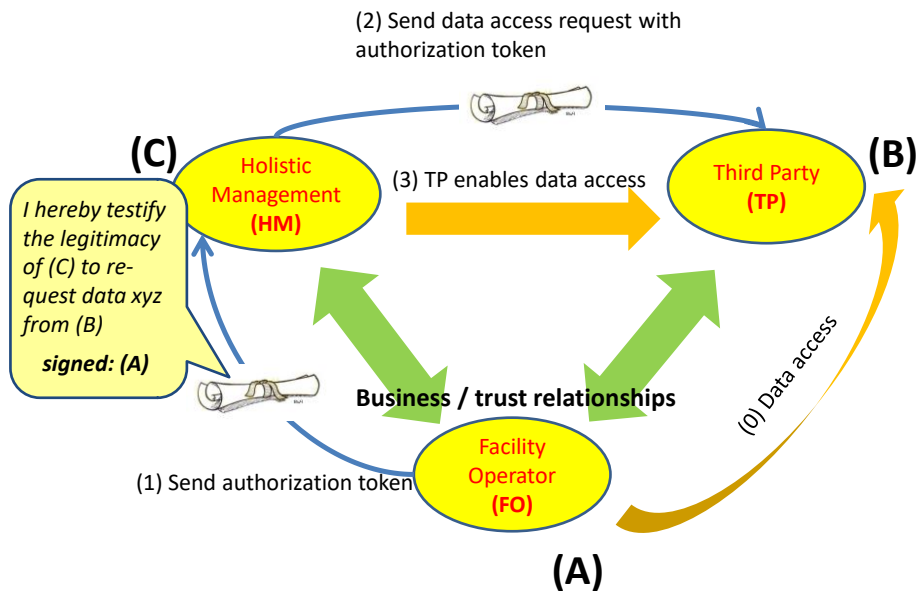 (2) Send data access request with
authorization token
(C)
Holistic
Management
(HM)
(B)
Third Party
(TP)
(3) TP enables data access
I hereby testify
the legitimacy
of (C) to re-
quest data xyz
from (B)
signed: (A)
Business / trust relationships
(0) Data access
Facility
Operator
(FO)
(1) Send authorization token
(A)